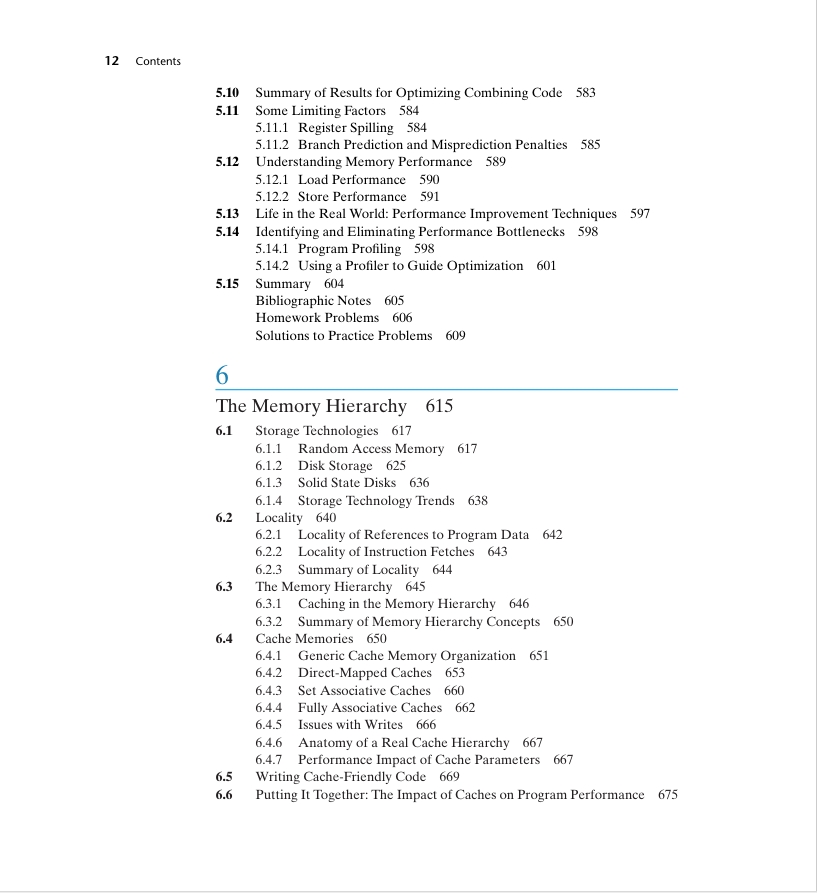 12 Contents
5.10 Summary of Results for Optimizing Combining Code 583
5.11 Some Limiting Factors 584
5.11.1 Register Spilling 584
5.11.2 Branch Prediction and Misprediction Penalties 585
5.12 Understanding Memory Performance 589
5.12.1 Load Performance 590
5.12.2 Store Performance 591
5.13 Life in the Real World: Performance Improvement Techniques 597
5.14 Identifying and Eliminating Performance Bottlenecks 598
5.14.1 Program Profiling 598
5.14.2 Using a Profiler to Guide Optimization 601
5.15 Summary 604
Bibliographic Notes 605
Homework Problems 606
Solutions to Practice Problems 609
6
The Memory Hierarchy 615
6.1 Storage Technologies 617
6.1.1 Random Access Memory 617
6.1.2 Disk Storage 625
6.1.3 Solid State Disks 636
6.1.4 Storage Technology Trends 638
6.2 Locality 640
6.2.1 Locality of References to Program Data 642
6.2.2 Locality of Instruction Fetches 643
6.2.3 Summary of Locality 644
6.3 The Memory Hierarchy 645
6.3.1 Caching in the Memory Hierarchy 646
6.3.2 Summary of Memory Hierarchy Concepts 650
6.4 Cache Memories 650
6.4.1 Generic Cache Memory Organization 651
6.4.2 Direct-Mapped Caches 653
6.4.3 Set Associative Caches 660
6.4.4 Fully Associative Caches 662
6.4.5 Issues with Writes 666
6.4.6 Anatomy of a Real Cache Hierarchy 667
6.4.7 Performance Impact of Cache Parameters 667
6.5 Writing Cache-Friendly Code 669
6.6 Putting It Together: The Impact of Caches on Program Performance 675